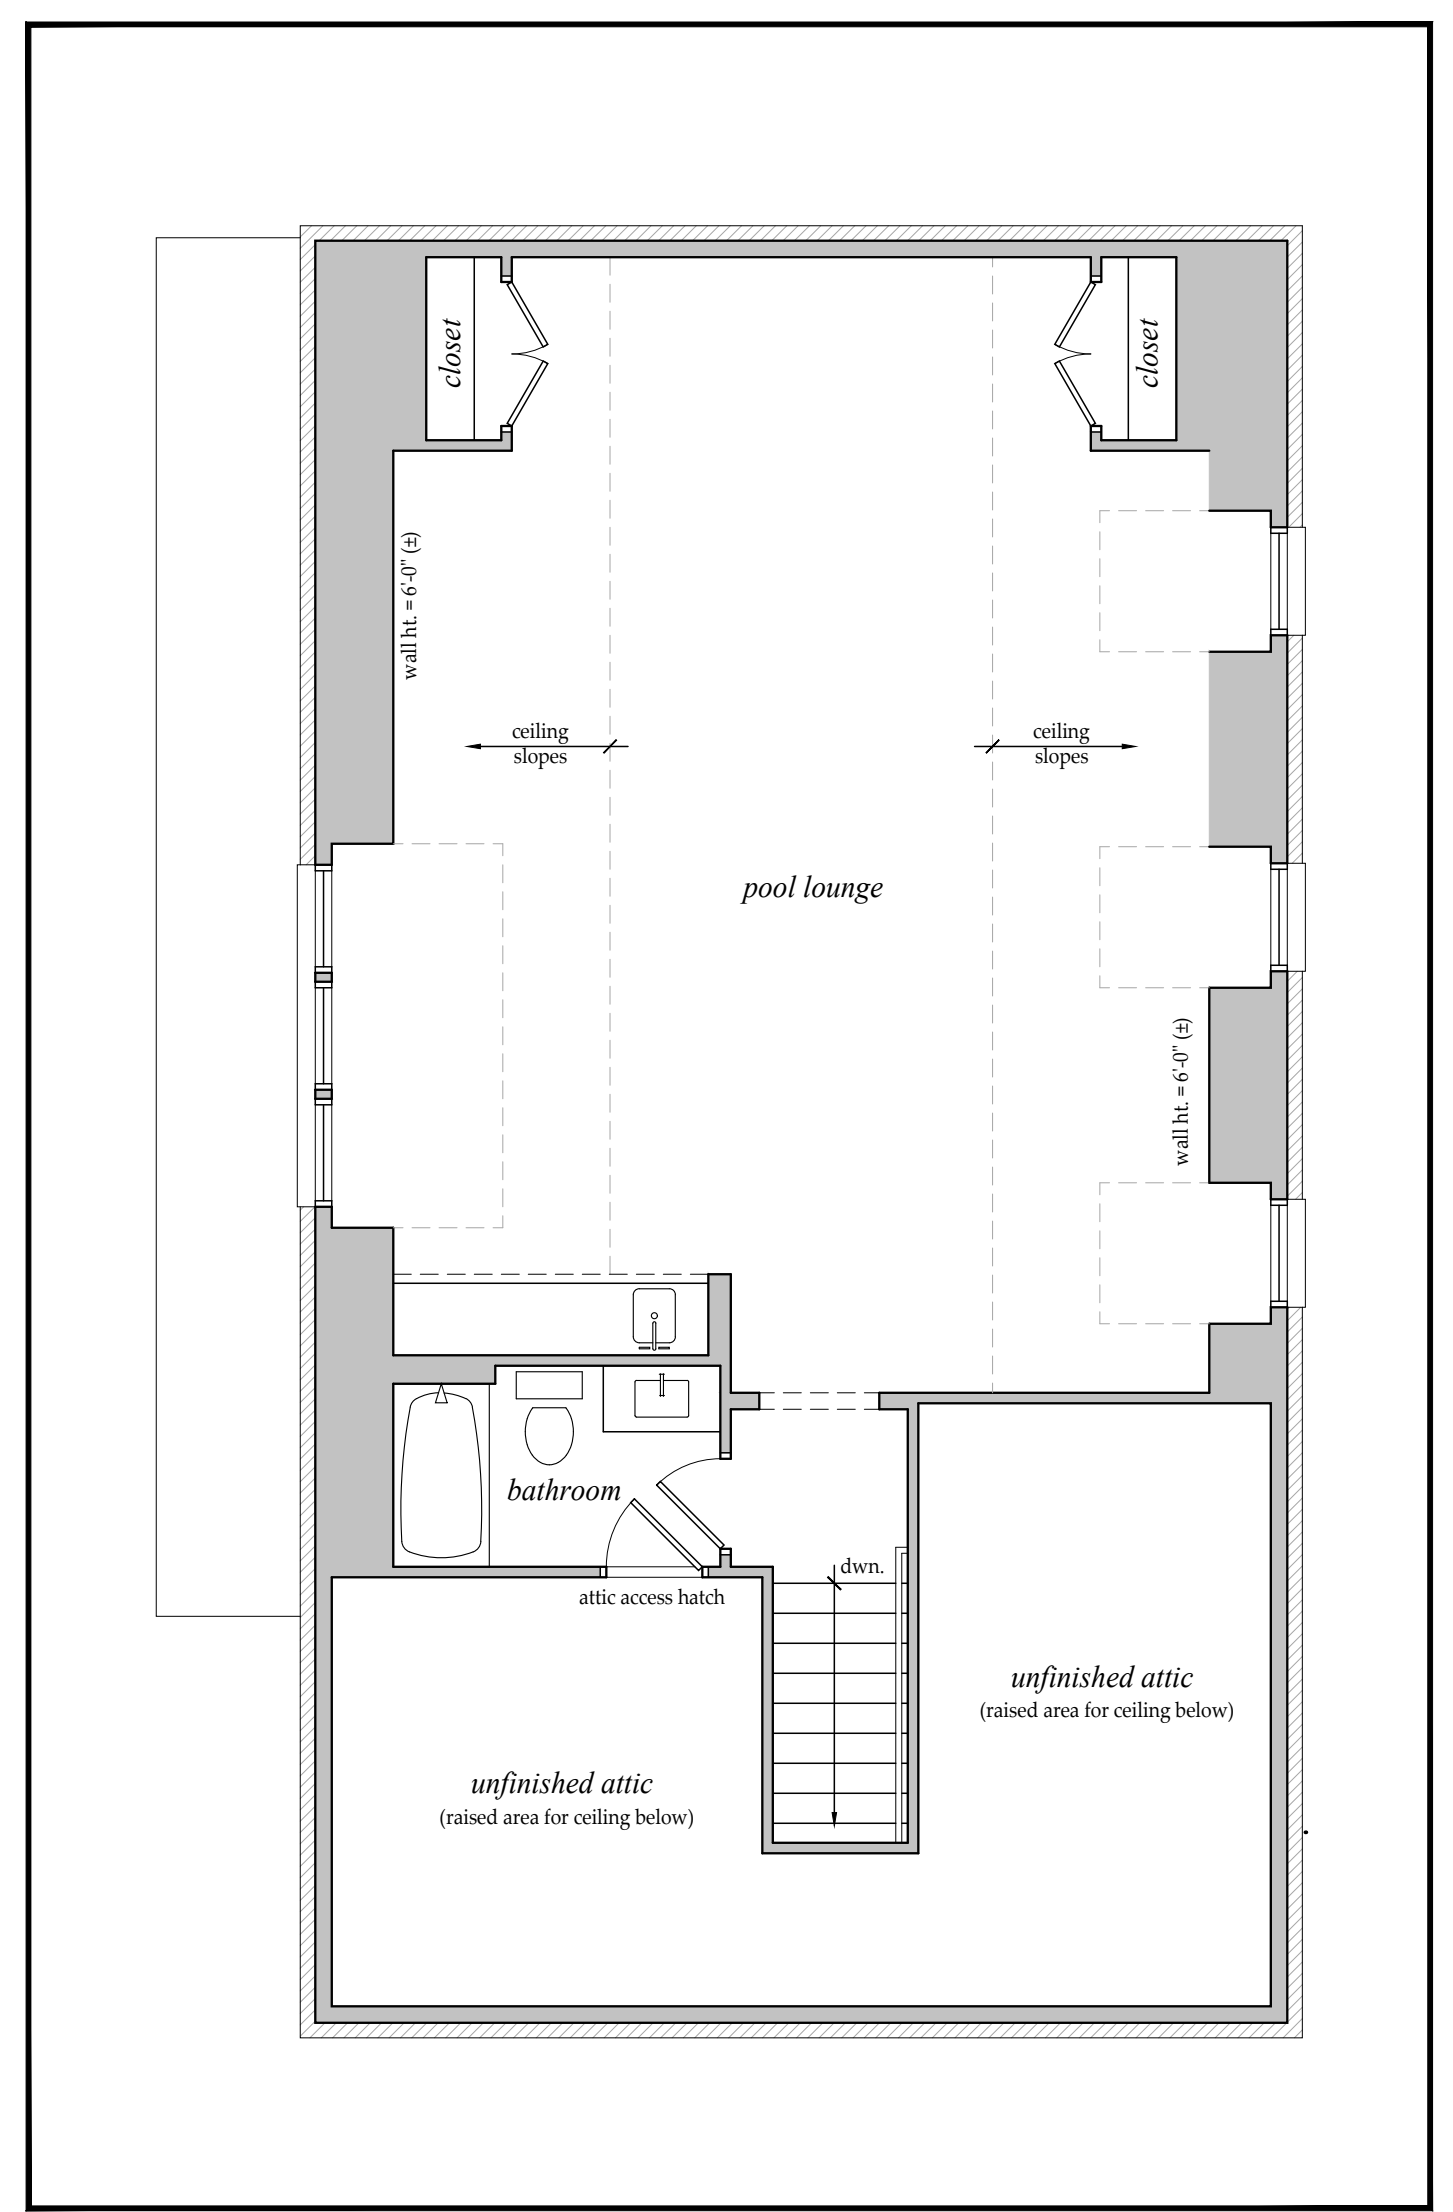 closet
closet
wall ht. = 6'-0" (±)
ceiling
slopes
ceiling
slopes
pool lounge
wall ht. = 6'-0" (±)
bathroom
dwn.
attic access hatch
unfinished attic
(raised area for ceiling below)
unfinished attic
(raised area for ceiling below)